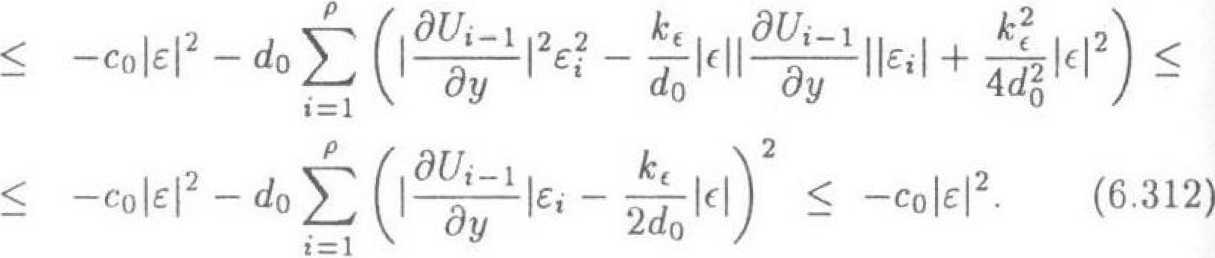 ≤ −c₀|ε|² − d₀ ∑_{i=1}^{ρ} ( |∂U_{i−1}/∂y|² ε_i² − (k_ϵ/d₀)|ϵ||∂U_{i−1}/∂y||ε_i| + (k_ϵ²/4d₀²)|ϵ|² ) ≤
≤ −c₀|ε|² − d₀ ∑_{i=1}^{ρ} ( |∂U_{i−1}/∂y|ε_i − (k_ϵ/2d₀)|ϵ| )² ≤ −c₀|ε|². (6.312)